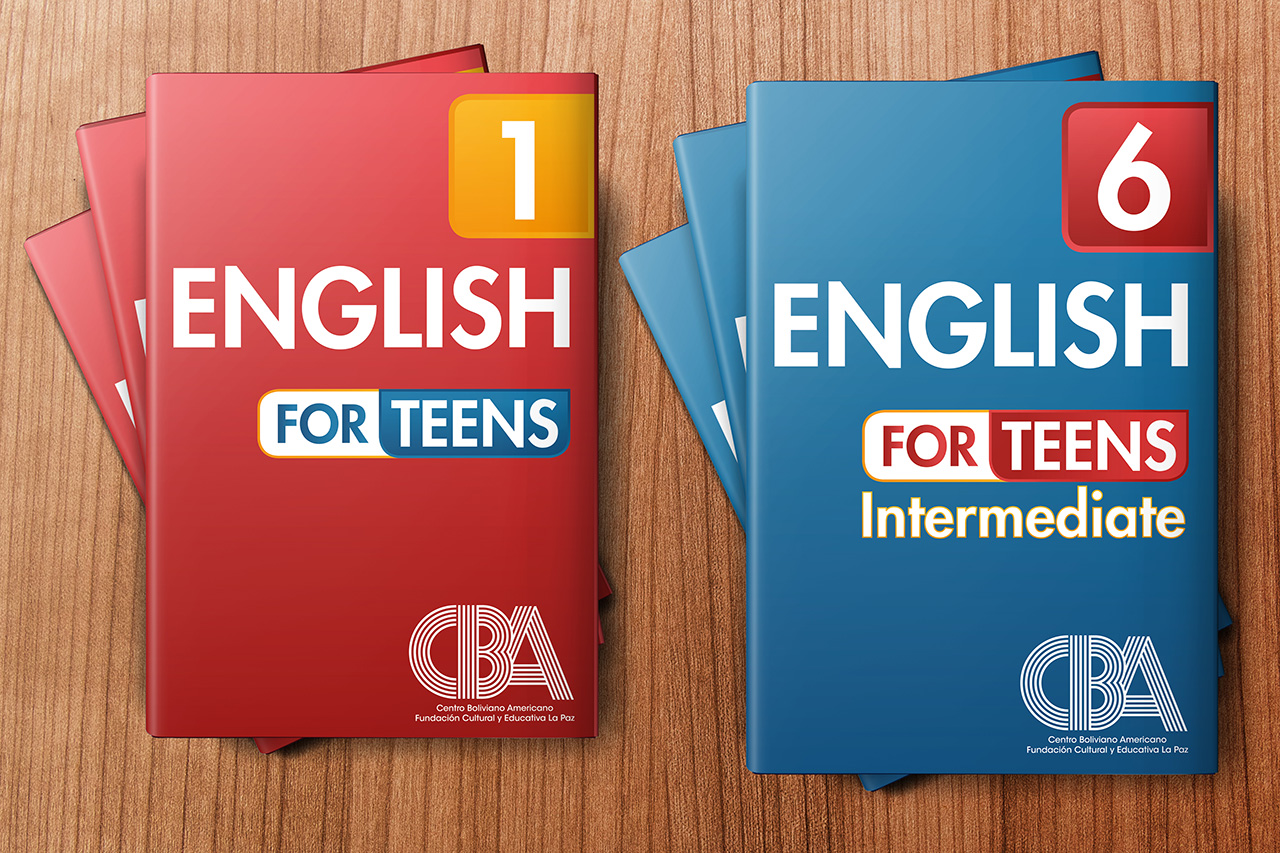 1
ENGLISH
FOR TEENS
CBA
Centro Boliviano Americano
Fundación Cultural y Educativa La Paz
6
ENGLISH
FOR TEENS
Intermediate
CBA
Centro Boliviano Americano
Fundación Cultural y Educativa La Paz